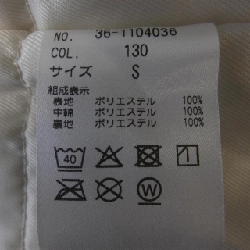 NO. 36-1104036
COL. 130
サイズ S
組成表示
表地 ポリエステル 100%
中綿 ポリエステル 100%
裏地 ポリエステル 100%
40
W